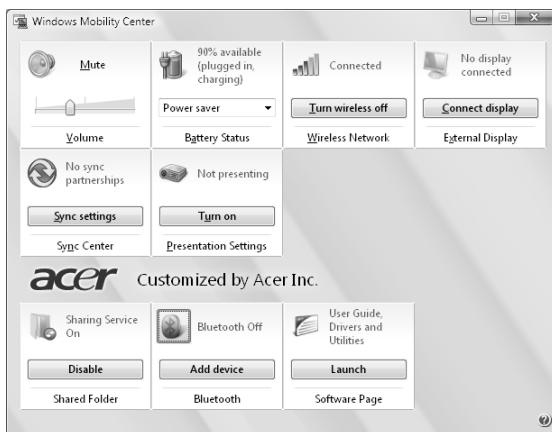 Windows Mobility Center
Mute
Volume
90% available
(plugged in,
charging)
Power saver
Battery Status
Connected
Turn wireless off
Wireless Network
No display
connected
Connect display
External Display
No sync
partnerships
Sync settings
Sync Center
Not presenting
Turn on
Presentation Settings
acer Customized by Acer Inc.
Sharing Service
On
Disable
Shared Folder
Bluetooth Off
Add device
Bluetooth
User Guide,
Drivers and
Utilities
Launch
Software Page
?